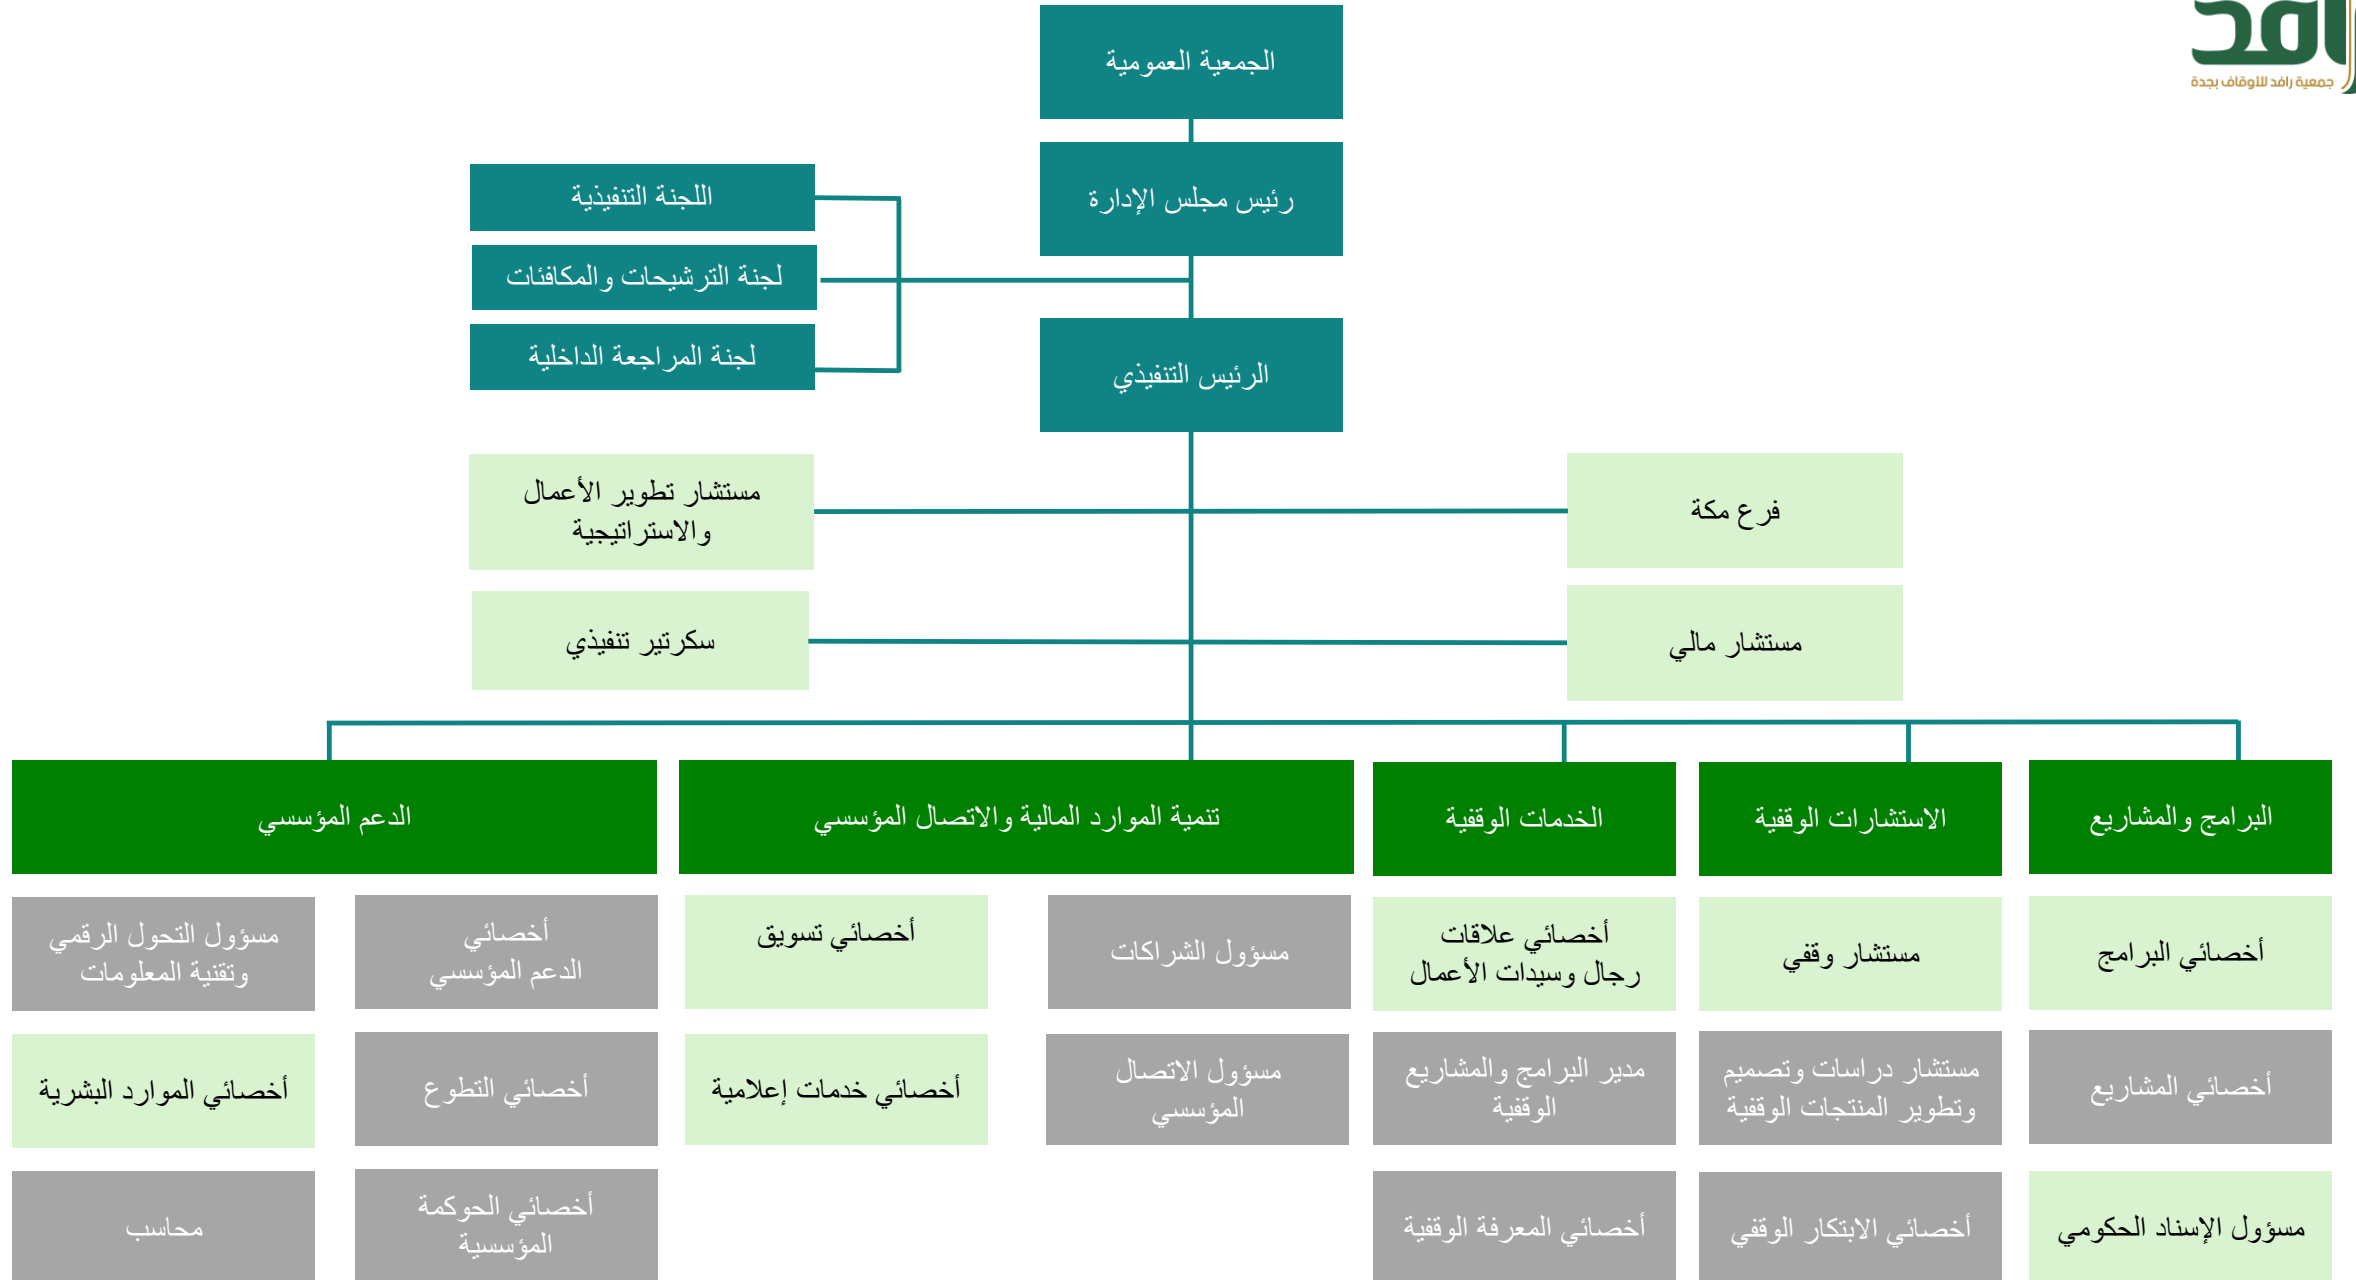 رافد
جمعية رافد للأوقاف بجدة
الجمعية العمومية
رئيس مجلس الإدارة
اللجنة التنفيذية
لجنة الترشيحات والمكافئات
لجنة المراجعة الداخلية
الرئيس التنفيذي
فرع مكة
مستشار تطوير الأعمال
والاستراتيجية
مستشار مالي
سكرتير تنفيذي
البرامج والمشاريع
الاستشارات الوقفية
الخدمات الوقفية
تنمية الموارد المالية والاتصال المؤسسي
الدعم المؤسسي
أخصائي البرامج
مستشار وقفي
أخصائي علاقات
رجال وسيدات الأعمال
مسؤول الشراكات
أخصائي تسويق
أخصائي
الدعم المؤسسي
مسؤول التحول الرقمي
وتقنية المعلومات
أخصائي المشاريع
مستشار دراسات وتصميم
وتطوير المنتجات الوقفية
مدير البرامج والمشاريع
الوقفية
مسؤول الاتصال
المؤسسي
أخصائي خدمات إعلامية
أخصائي التطوع
أخصائي الموارد البشرية
مسؤول الإسناد الحكومي
أخصائي الابتكار الوقفي
أخصائي المعرفة الوقفية
أخصائي الحوكمة
المؤسسية
محاسب